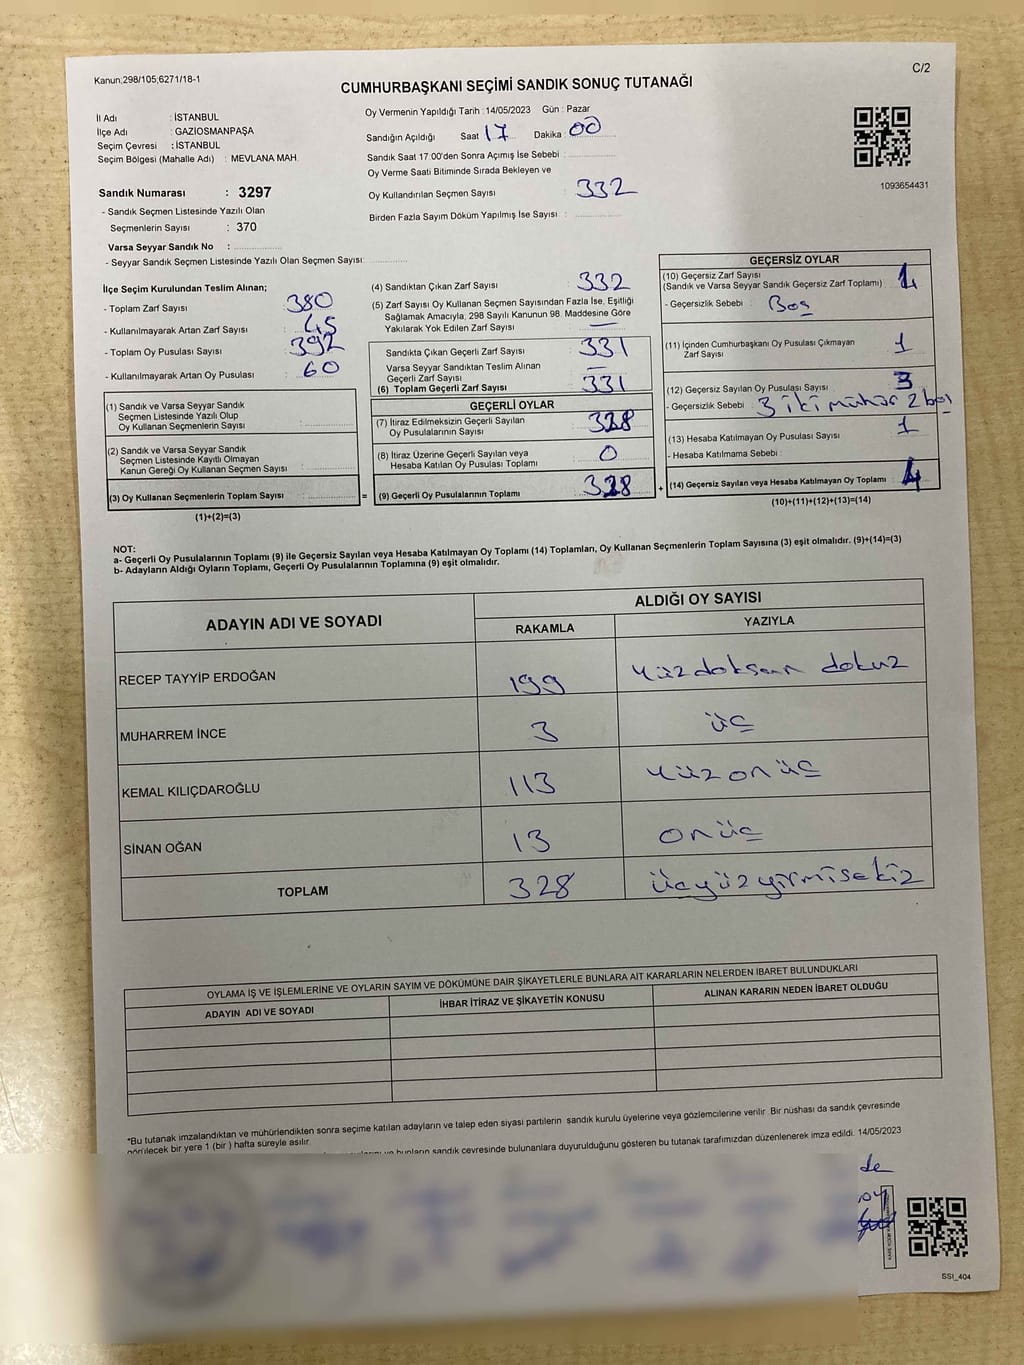 Kanun;298/105;6271/18-1
C/2
CUMHURBAŞKANI SEÇİMİ SANDIK SONUÇ TUTANAĞI
İl Adı : İSTANBUL
İlçe Adı : GAZİOSMANPAŞA
Seçim Çevresi : İSTANBUL
Seçim Bölgesi (Mahalle Adı) : MEVLANA MAH.
Sandık Numarası : 3297
- Sandık Seçmen Listesinde Yazılı Olan
Seçmenlerin Sayısı : 370
Varsa Seyyar Sandık No :
- Seyyar Sandık Seçmen Listesinde Yazılı Olan Seçmen Sayısı:
Oy Vermenin Yapıldığı Tarih : 14/05/2023 Gün : Pazar
Sandığın Açıldığı Saat 17 Dakika : 00
Sandık Saat 17:00'den Sonra Açımış İse Sebebi :
Oy Verme Saati Bitiminde Sırada Bekleyen ve
Oy Kullandırılan Seçmen Sayısı : 332
Birden Fazla Sayım Döküm Yapılmış İse Sayısı :
1093654431
İlçe Seçim Kurulundan Teslim Alınan;
- Toplam Zarf Sayısı : 380
- Kullanılmayarak Artan Zarf Sayısı : 45
- Toplam Oy Pusulası Sayısı : 392
- Kullanılmayarak Artan Oy Pusulası : 60
(1) Sandık ve Varsa Seyyar Sandık
Seçmen Listesinde Yazılı Olup
Oy Kullanan Seçmenlerin Sayısı :
(2) Sandık ve Varsa Seyyar Sandık
Seçmen Listesinde Kayıtlı Olmayan
Kanun Gereği Oy Kullanan Seçmen Sayısı :
(3) Oy Kullanan Seçmenlerin Toplam Sayısı : =
(1)+(2)=(3)
(4) Sandıktan Çıkan Zarf Sayısı : 332
(5) Zarf Sayısı Oy Kullanan Seçmen Sayısından Fazla İse, Eşitliği
Sağlamak Amacıyla, 298 Sayılı Kanunun 98. Maddesine Göre
Yakılarak Yok Edilen Zarf Sayısı : —
Sandıkta Çıkan Geçerli Zarf Sayısı : 331
Varsa Seyyar Sandıktan Teslim Alınan
Geçerli Zarf Sayısı : —
(6) Toplam Geçerli Zarf Sayısı : 331
GEÇERLİ OYLAR
(7) İtiraz Edilmeksizin Geçerli Sayılan
Oy Pusulalarının Sayısı : 328
(8) İtiraz Üzerine Geçerli Sayılan veya
Hesaba Katılan Oy Pusulası Toplamı : 0
(9) Geçerli Oy Pusulalarının Toplamı : 328 +
GEÇERSİZ OYLAR
(10) Geçersiz Zarf Sayısı
(Sandık ve Varsa Seyyar Sandık Geçersiz Zarf Toplamı) : 1
- Geçersizlik Sebebi : Boş
(11) İçinden Cumhurbaşkanı Oy Pusulası Çıkmayan
Zarf Sayısı : 1
(12) Geçersiz Sayılan Oy Pusulası Sayısı : 3
- Geçersizlik Sebebi : 3 iki mühür 2 boş
(13) Hesaba Katılmayan Oy Pusulası Sayısı : 1
- Hesaba Katılmama Sebebi :
(14) Geçersiz Sayılan veya Hesaba Katılmayan Oy Toplamı : 4
(10)+(11)+(12)+(13)=(14)
NOT:
a- Geçerli Oy Pusulalarının Toplamı (9) ile Geçersiz Sayılan veya Hesaba Katılmayan Oy Toplamı (14) Toplamları, Oy Kullanan Seçmenlerin Toplam Sayısına (3) eşit olmalıdır. (9)+(14)=(3)
b- Adayların Aldığı Oyların Toplamı, Geçerli Oy Pusulalarının Toplamına (9) eşit olmalıdır.
ADAYIN ADI VE SOYADI ALDIĞI OY SAYISI
RAKAMLA YAZIYLA
RECEP TAYYİP ERDOĞAN 199 Yüzdoksan dokuz
MUHARREM İNCE 3 üç
KEMAL KILIÇDAROĞLU 113 Yüzonüç
SİNAN OĞAN 13 onüç
TOPLAM 328 üçyüzyirmisekiz
OYLAMA İŞ VE İŞLEMLERİNE VE OYLARIN SAYIM VE DÖKÜMÜNE DAİR ŞİKAYETLERLE BUNLARA AİT KARARLARIN NELERDEN İBARET BULUNDUKLARI
ADAYIN ADI VE SOYADI İHBAR İTİRAZ VE ŞİKAYETİN KONUSU ALINAN KARARIN NEDEN İBARET OLDUĞU
*Bu tutanak imzalandıktan ve mühürlendikten sonra seçime katılan adayların ve talep eden siyasi partilerin sandık kurulu üyelerine veya gözlemcilerine verilir. Bir nüshası da sandık çevresinde
görülecek bir yere 1 (bir ) hafta süreyle asılır.
bunların sandık çevresinde bulunanlara duyurulduğunu gösteren bu tutanak tarafımızdan düzenlenerek imza edildi. 14/05/2023
de
SSI_404